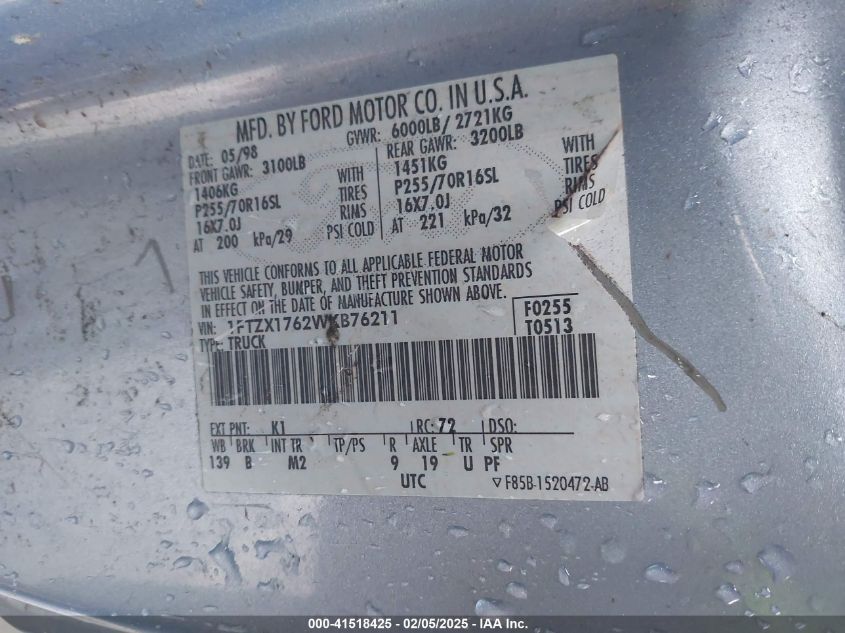 MFD. BY FORD MOTOR CO. IN U.S.A.
DATE: 05/98 GVWR: 6000LB/ 2721KG
FRONT GAWR: 3100LB REAR GAWR: 3200LB
1406KG WITH 1451KG WITH
P255/70R16SL TIRES P255/70R16SL TIRES
16X7.0J RIMS 16X7.0J RIMS
AT 200 kPa/29 PSI COLD AT 221 kPa/32 PSI COLD
THIS VEHICLE CONFORMS TO ALL APPLICABLE FEDERAL MOTOR
VEHICLE SAFETY, BUMPER, AND THEFT PREVENTION STANDARDS
IN EFFECT ON THE DATE OF MANUFACTURE SHOWN ABOVE.
VIN: 1FTZX1762WKB76211 F0255
TYPE: TRUCK T0513
EXT PNT: K1 RC: 72 DSO:
WB BRK INT TR TP/PS R AXLE TR SPR
139 B M2 9 19 U PF
UTC ▽ F85B-1520472-AB
000-41518425 - 02/05/2025 - IAA Inc.